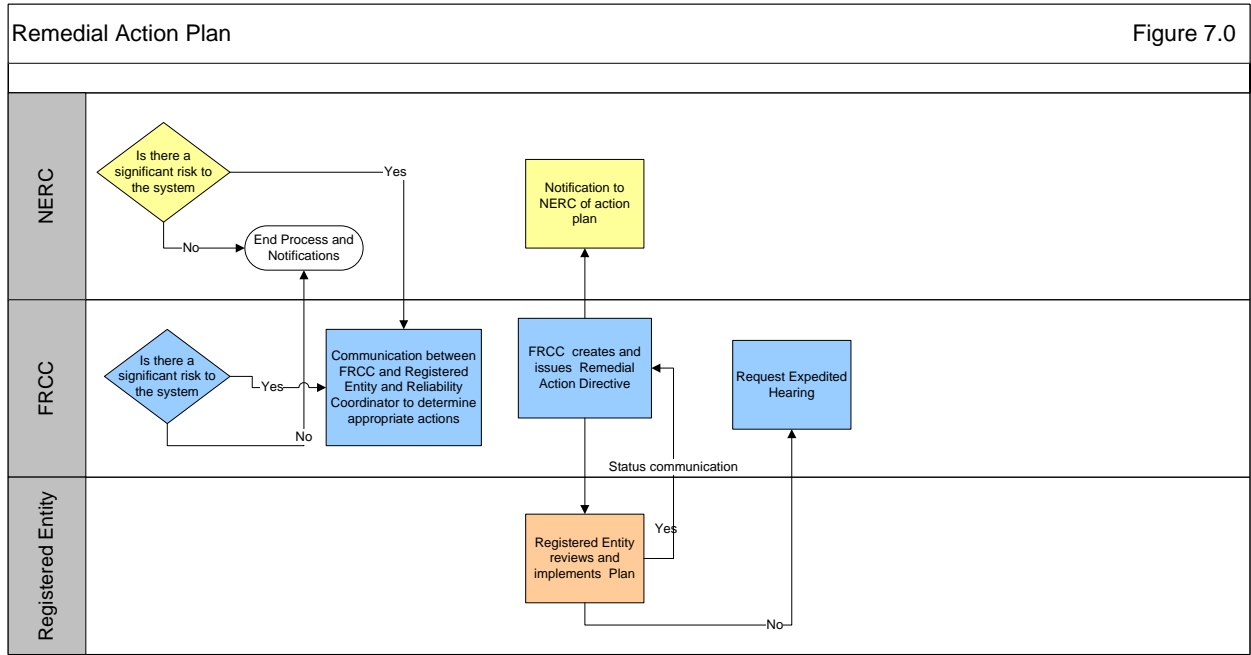 Remedial Action Plan
Figure 7.0
NERC
Is there a
significant risk to
the system
Yes
No
End Process and
Notifications
Notification to
NERC of action
plan
FRCC
Is there a
significant risk to
the system
Yes
No
Communication between
FRCC and Registered
Entity and Reliability
Coordinator to determine
appropriate actions
FRCC creates and
issues Remedial
Action Directive
Request Expedited
Hearing
Status communication
Registered Entity
Registered Entity
reviews and
implements Plan
Yes
No